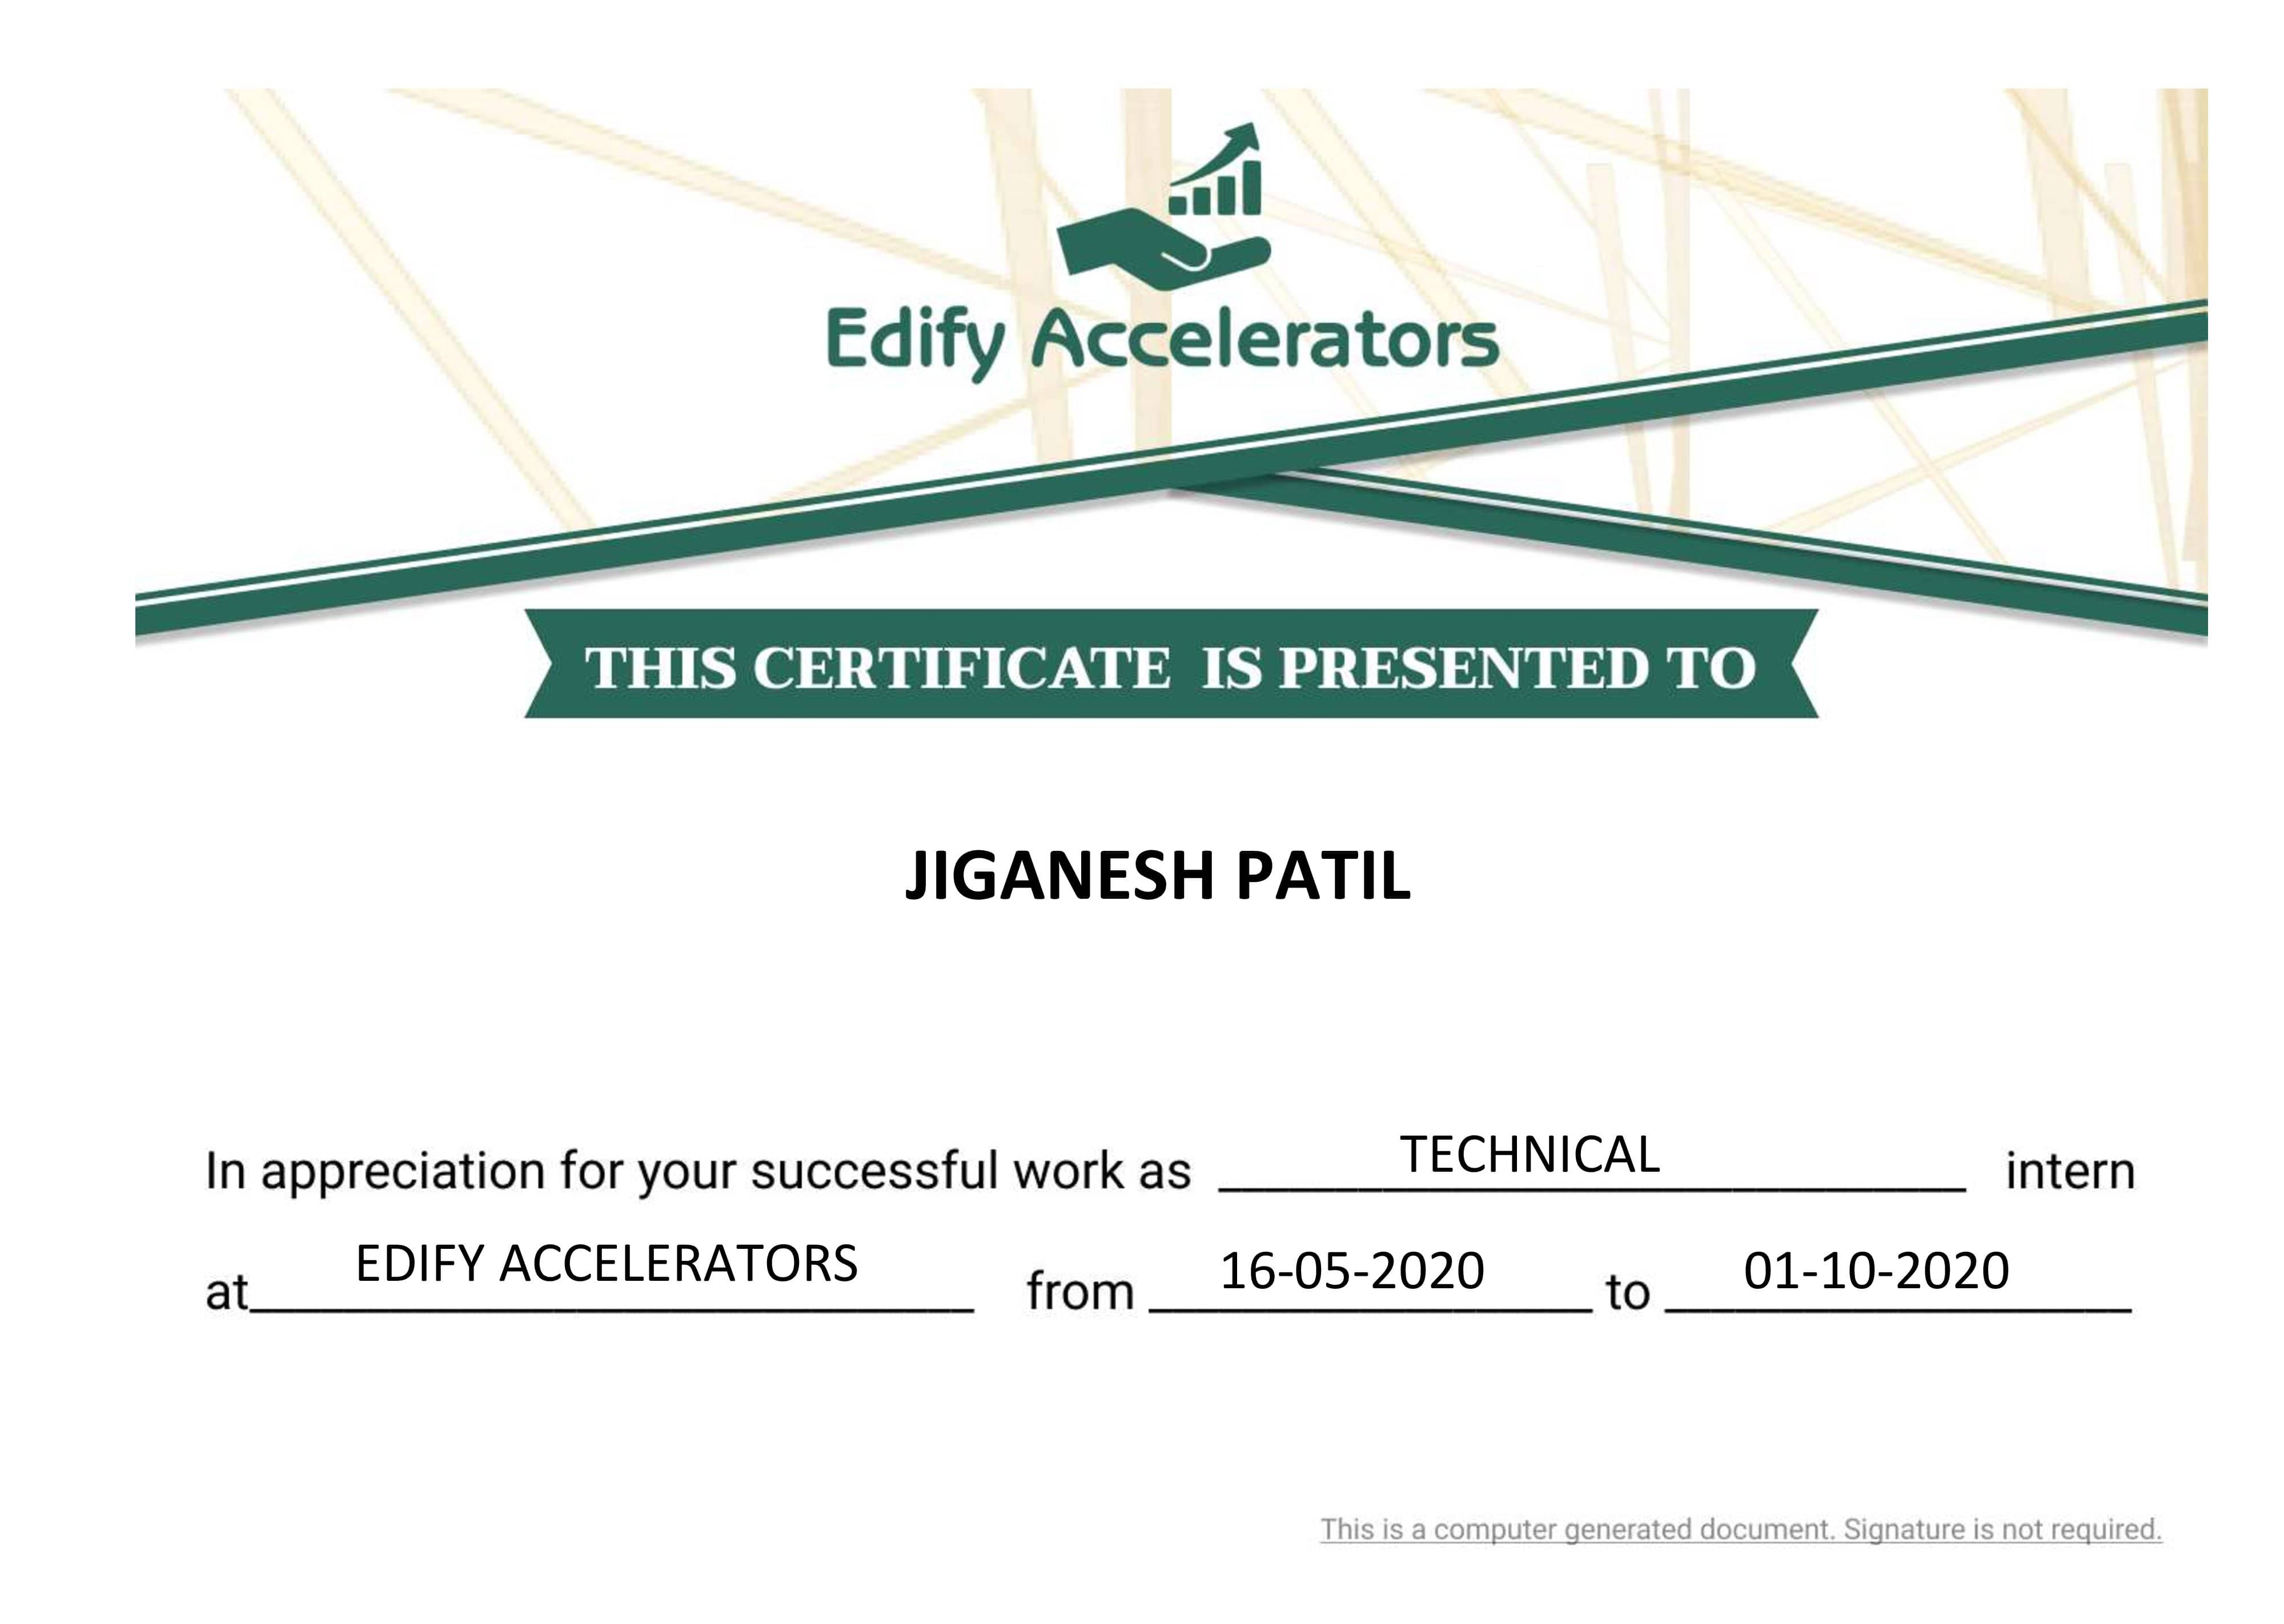 Edify Accelerators
THIS CERTIFICATE IS PRESENTED TO
JIGANESH PATIL
In appreciation for your successful work as TECHNICAL intern
at EDIFY ACCELERATORS from 16-05-2020 to 01-10-2020
This is a computer generated document. Signature is not required.